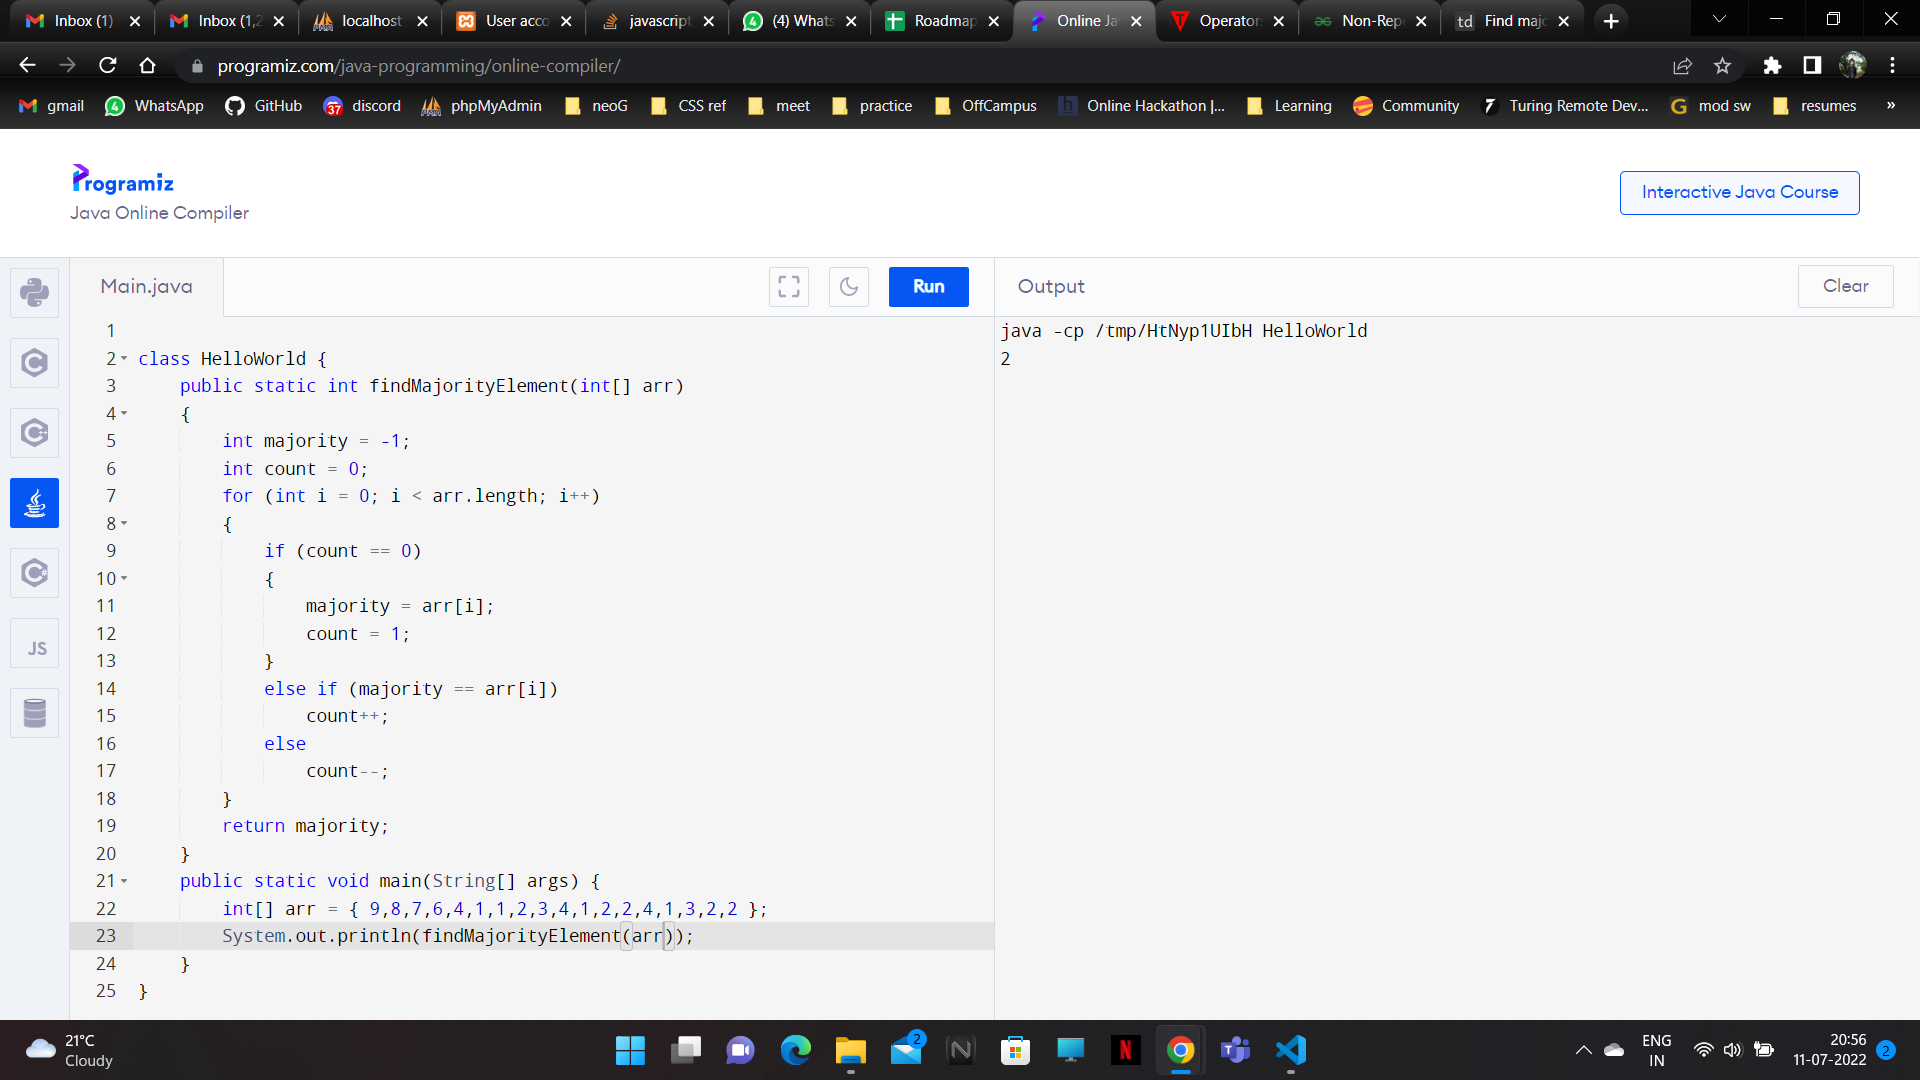 Inbox (1)
Inbox (1,2
localhost
User acco
javascript
(4) Whats
Roadmap
Online Ja
Operator
Non-Rep
td
Find majo
programiz.com/java-programming/online-compiler/
gmail
WhatsApp
GitHub
37
discord
phpMyAdmin
neoG
CSS ref
meet
practice
OffCampus
h
Online Hackathon |...
Learning
Community
Turing Remote Dev...
G
mod sw
resumes
»
Programiz
Java Online Compiler
Interactive Java Course
Main.java
Run
Output
Clear
1
2 class HelloWorld {
3 public static int findMajorityElement(int[] arr)
4 {
5 int majority = -1;
6 int count = 0;
7 for (int i = 0; i < arr.length; i++)
8 {
9 if (count == 0)
10 {
11 majority = arr[i];
12 count = 1;
13 }
14 else if (majority == arr[i])
15 count++;
16 else
17 count--;
18 }
19 return majority;
20 }
21 public static void main(String[] args) {
22 int[] arr = { 9,8,7,6,4,1,1,2,3,4,1,2,2,4,1,3,2,2 };
23 System.out.println(findMajorityElement(arr));
24 }
25 }
java -cp /tmp/HtNyp1UIbH HelloWorld
2
JS
21°C
Cloudy
2
N
N
ENG
IN
20:56
11-07-2022
2